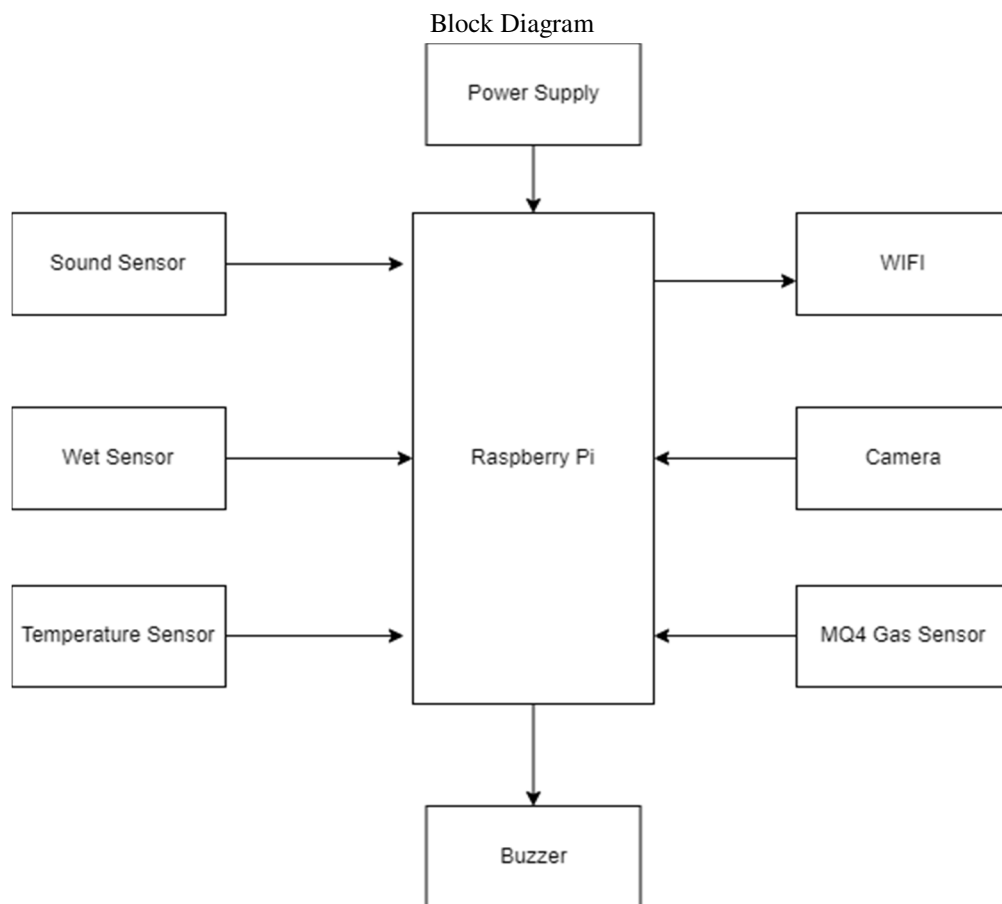 Block Diagram
Power Supply
Sound Sensor
WIFI
Wet Sensor
Raspberry Pi
Camera
Temperature Sensor
MQ4 Gas Sensor
Buzzer